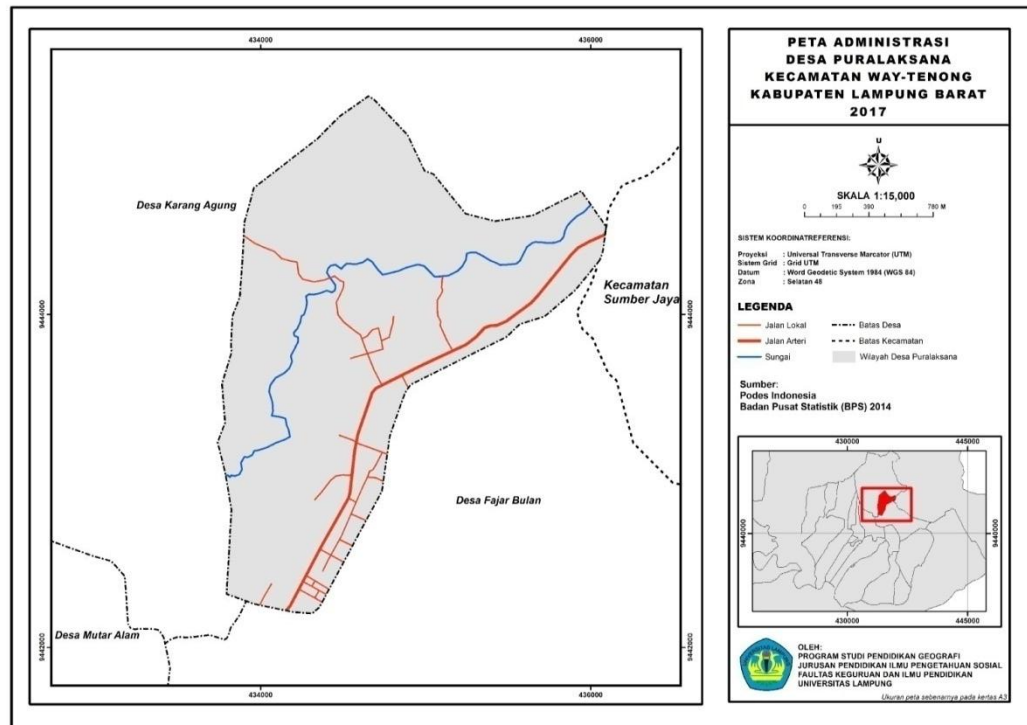 434000
436000
9444000
9442000
Desa Karang Agung
Kecamatan
Sumber Jaya
Desa Fajar Bulan
Desa Mutar Alam
9444000
9442000
434000
436000
PETA ADMINISTRASI
DESA PURALAKSANA
KECAMATAN WAY-TENONG
KABUPATEN LAMPUNG BARAT
2017
U
SKALA 1:15,000
0 195 390 780 M
SISTEM KOORDINATREFERENSI:
Proyeksi : Universal Transverse Marcator (UTM)
Sistem Grid : Grid UTM
Datum : Word Geodetic System 1984 (WGS 84)
Zona : Selatan 48
LEGENDA
Jalan Lokal
Batas Desa
Jalan Arteri
Batas Kecamatan
Sungai
Wilayah Desa Puralaksana
Sumber:
Podes Indonesia
Badan Pusat Statistik (BPS) 2014
430000
445000
9440000
9440000
430000
445000
OLEH:
PROGRAM STUDI PENDIDIKAN GEOGRAFI
JURUSAN PENDIDIKAN ILMU PENGETAHUAN SOSIAL
FAULTAS KEGURUAN DAN ILMU PENDIDIKAN
UNIVERSITAS LAMPUNG
Ukuran peta sebenarnya pada kertas A3